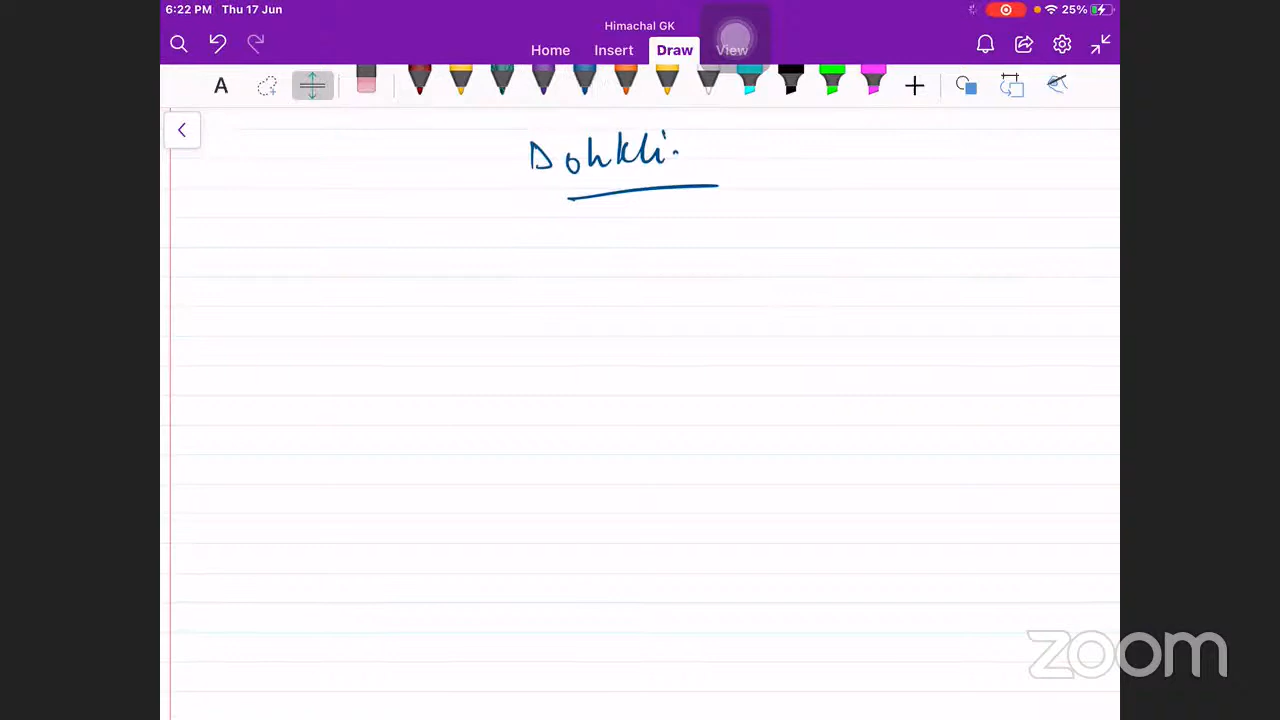 6:22 PM Thu 17 Jun 25%
Himachal GK
Home Insert Draw View
A
Dohkli.
zoom